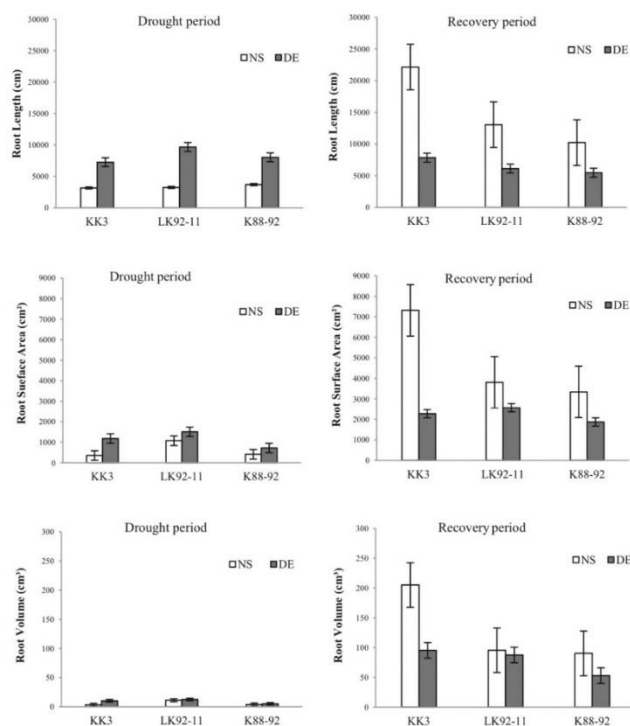 Drought period
30000
25000
20000
15000
10000
5000
0
Root Length (cm)
NS DE
KK3 LK92-11 K88-92
Recovery period
30000
25000
20000
15000
10000
5000
0
Root Length (cm)
NS DE
KK3 LK92-11 K88-92
Drought period
9000
8000
7000
6000
5000
4000
3000
2000
1000
0
Root Sueface Area (cm²)
NS DE
KK3 LK92-11 K88-92
Recovery period
9000
8000
7000
6000
5000
4000
3000
2000
1000
0
Root Surface Area (cm²)
NS DE
KK3 LK92-11 K88-92
Drought period
300
250
200
150
100
50
0
Root Volume (cm³)
NS DE
KK3 LK92-11 K88-92
Recovery period
300
250
200
150
100
50
0
Root Volume (cm³)
NS DE
KK3 LK92-11 K88-92